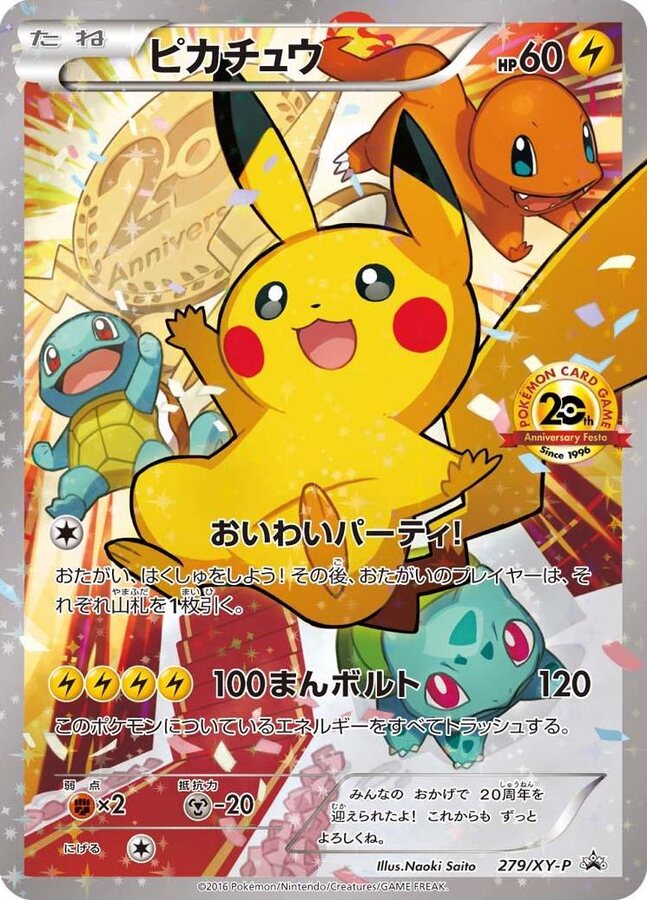 たね ピカチュウ HP60
20
Anniversa
POKÉMON CARD GAME
20th
Anniversary Festa
Since 1996
おいわいパーティ!
おたがい、はくしゅをしよう!その後、おたがいのプレイヤーは、そ
れぞれ山札を1枚引く。
100まんボルト 120
このポケモンについているエネルギーをすべてトラッシュする。
弱点 抵抗力
×2 -20
にげる
みんなの おかげで 20周年を
迎えられたよ! これからも ずっと
よろしくね。
Illus.Naoki Saito 279/XY-P
©2016 Pokémon/Nintendo/Creatures/GAME FREAK.